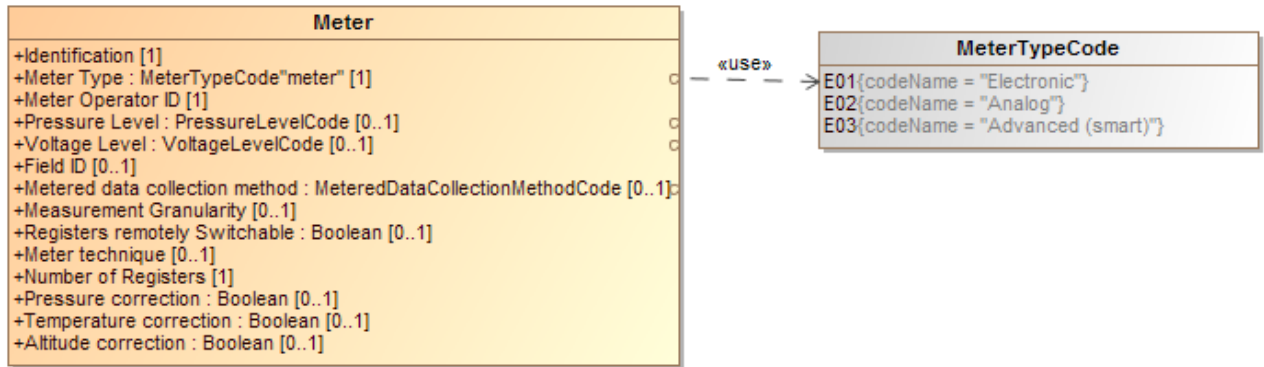 Meter
+Identification [1]
+Meter Type : MeterTypeCode"meter" [1]
+Meter Operator ID [1]
+Pressure Level : PressureLevelCode [0..1]
+Voltage Level : VoltageLevelCode [0..1]
+Field ID [0..1]
+Metered data collection method : MeteredDataCollectionMethodCode [0..1]
+Measurement Granularity [0..1]
+Registers remotely Switchable : Boolean [0..1]
+Meter technique [0..1]
+Number of Registers [1]
+Pressure correction : Boolean [0..1]
+Temperature correction : Boolean [0..1]
+Altitude correction : Boolean [0..1]
«use»
MeterTypeCode
E01{codeName = "Electronic"}
E02{codeName = "Analog"}
E03{codeName = "Advanced (smart)"}